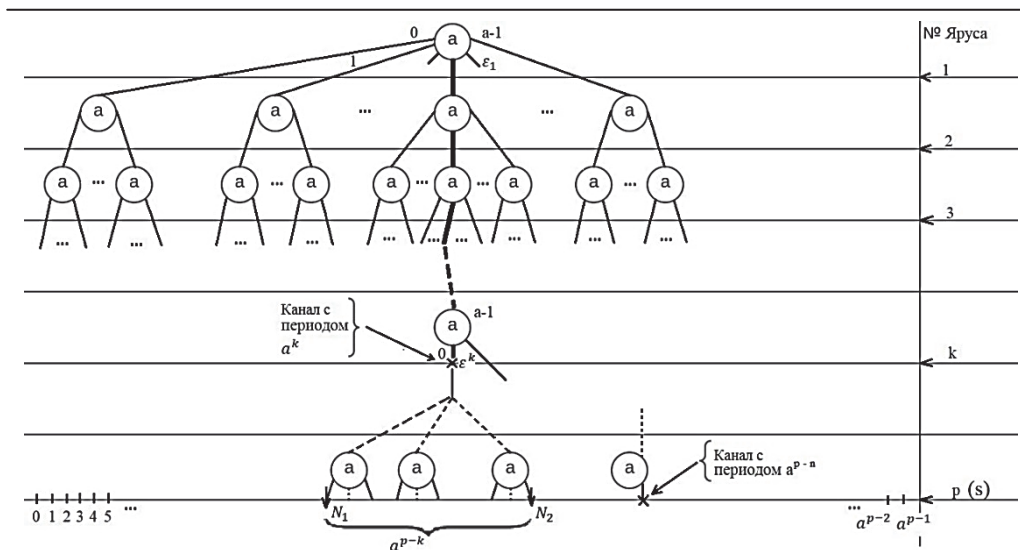 0 a a-1 № Яруса
1 ε₁
1
a a ... a ... a
2
a ... a a ... a a ... a ... a a ... a
3
... ... ... ... ... ... ... ... ... ...
Канал с
периодом
a^k
a-1
a
0 ε^k
k
a a a a
Канал с
периодом a^{p-n}
p (s)
0 1 2 3 4 5 ... N₁ N₂ ... a^{p-2} a^{p-1}
a^{p-k}